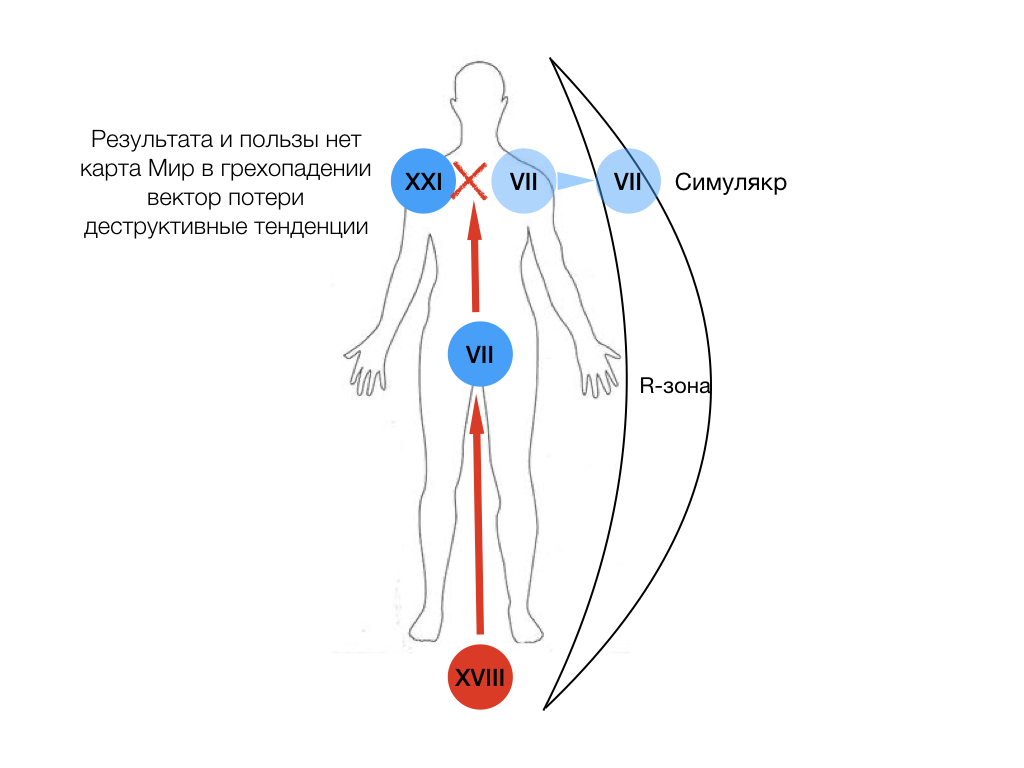 Результата и пользы нет
карта Мир в грехопадении
вектор потери
деструктивные тенденции
XXI
VII
VII
Симулякр
VII
R-зона
XVIII